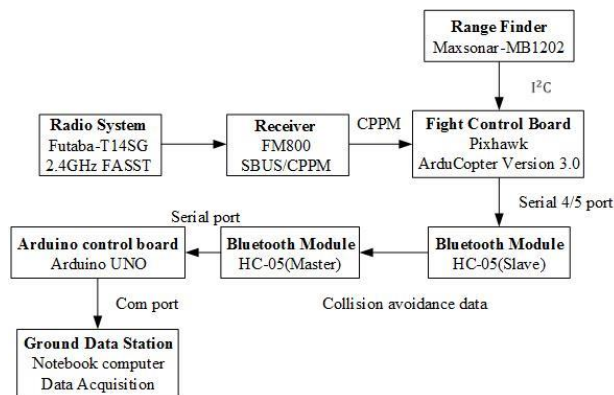 Range Finder
Maxsonar-MB1202
I²C
Radio System
Futaba-T14SG
2.4GHz FASST
Receiver
FM800
SBUS/CPPM
CPPM
Fight Control Board
Pixhawk
ArduCopter Version 3.0
Serial 4/5 port
Serial port
Arduino control board
Arduino UNO
Bluetooth Module
HC-05(Master)
Bluetooth Module
HC-05(Slave)
Com port
Collision avoidance data
Ground Data Station
Notebook computer
Data Acquisition